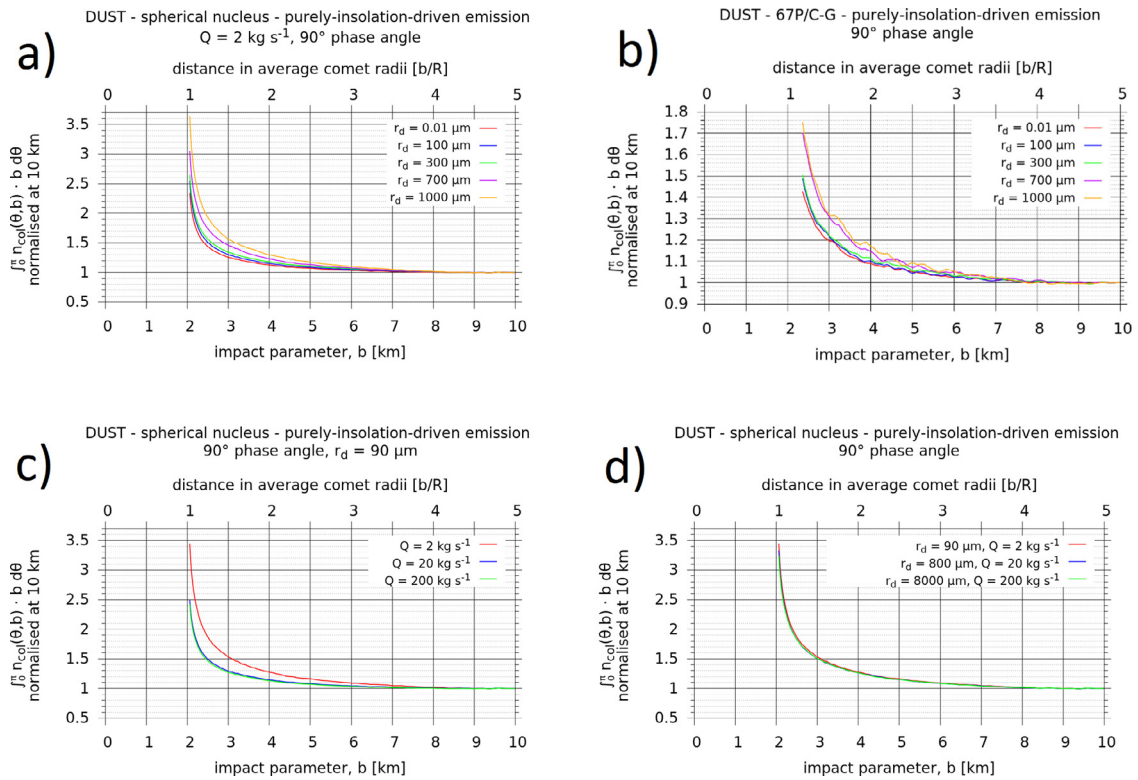 a)
DUST - spherical nucleus - purely-insolation-driven emission
Q = 2 kg s⁻¹, 90° phase angle
distance in average comet radii [b/R]
0 1 2 3 4 5
3.5
3
2.5
2
1.5
1
0.5
∫₀^π n_col(θ,b) · b dθ
normalised at 10 km
r_d = 0.01 μm
r_d = 100 μm
r_d = 300 μm
r_d = 700 μm
r_d = 1000 μm
0 1 2 3 4 5 6 7 8 9 10
impact parameter, b [km]
b)
DUST - 67P/C-G - purely-insolation-driven emission
90° phase angle
distance in average comet radii [b/R]
0 1 2 3 4 5
1.8
1.7
1.6
1.5
1.4
1.3
1.2
1.1
1
0.9
∫₀^π n_col(θ,b) · b dθ
normalised at 10 km
r_d = 0.01 μm
r_d = 100 μm
r_d = 300 μm
r_d = 700 μm
r_d = 1000 μm
0 1 2 3 4 5 6 7 8 9 10
impact parameter, b [km]
c)
DUST - spherical nucleus - purely-insolation-driven emission
90° phase angle, r_d = 90 μm
distance in average comet radii [b/R]
0 1 2 3 4 5
3.5
3
2.5
2
1.5
1
0.5
∫₀^π n_col(θ,b) · b dθ
normalised at 10 km
Q = 2 kg s⁻¹
Q = 20 kg s⁻¹
Q = 200 kg s⁻¹
0 1 2 3 4 5 6 7 8 9 10
impact parameter, b [km]
d)
DUST - spherical nucleus - purely-insolation-driven emission
90° phase angle
distance in average comet radii [b/R]
0 1 2 3 4 5
3.5
3
2.5
2
1.5
1
0.5
∫₀^π n_col(θ,b) · b dθ
normalised at 10 km
r_d = 90 μm, Q = 2 kg s⁻¹
r_d = 800 μm, Q = 20 kg s⁻¹
r_d = 8000 μm, Q = 200 kg s⁻¹
0 1 2 3 4 5 6 7 8 9 10
impact parameter, b [km]